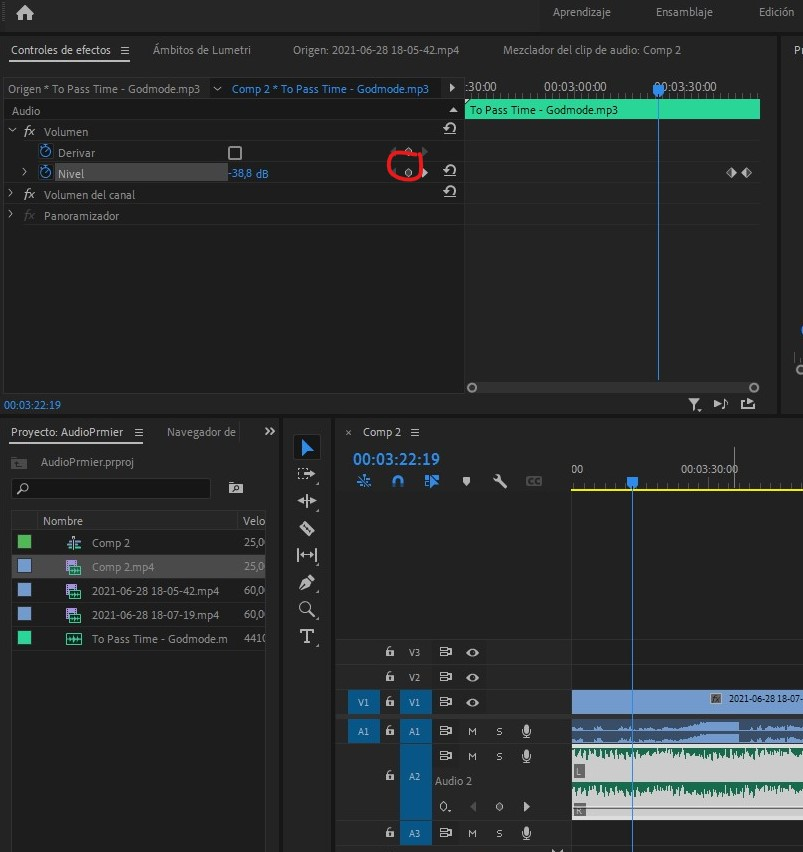 Aprendizaje Ensamblaje Edición
Controles de efectos Ámbitos de Lumetri Origen: 2021-06-28 18-05-42.mp4 Mezclador del clip de audio: Comp 2
Origen * To Pass Time - Godmode.mp3 Comp 2 * To Pass Time - Godmode.mp3 :30:00 00:03:00:00 00:03:30:00
Audio To Pass Time - Godmode.mp3
fx Volumen
Derivar
Nivel -38,8 dB
fx Volumen del canal
fx Panoramizador
00:03:22:19
Proyecto: AudioPrmier Navegador de
AudioPrmier.prproj
Nombre Velo
Comp 2 25,0
Comp 2.mp4 25,0
2021-06-28 18-05-42.mp4 60,0
2021-06-28 18-07-19.mp4 60,0
To Pass Time - Godmode.m 4410
T
× Comp 2
00:03:22:19
CC
:00 00:03:30:00
V3
V2
V1 V1 fx 2021-06-28 18-07-
A1 A1 M S
A2 M S L
Audio 2
R
A3 M S